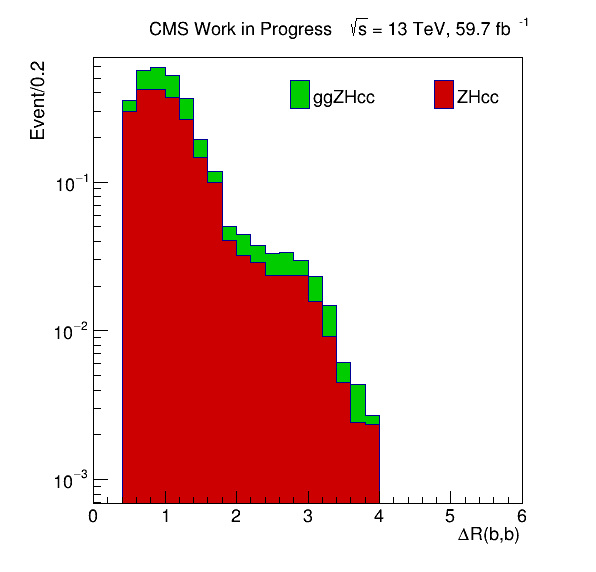 CMS Work in Progress √s = 13 TeV, 59.7 fb⁻¹
Event/0.2
ggZHcc ZHcc
10⁻¹
10⁻²
10⁻³
0 1 2 3 4 5 6
ΔR(b,b)